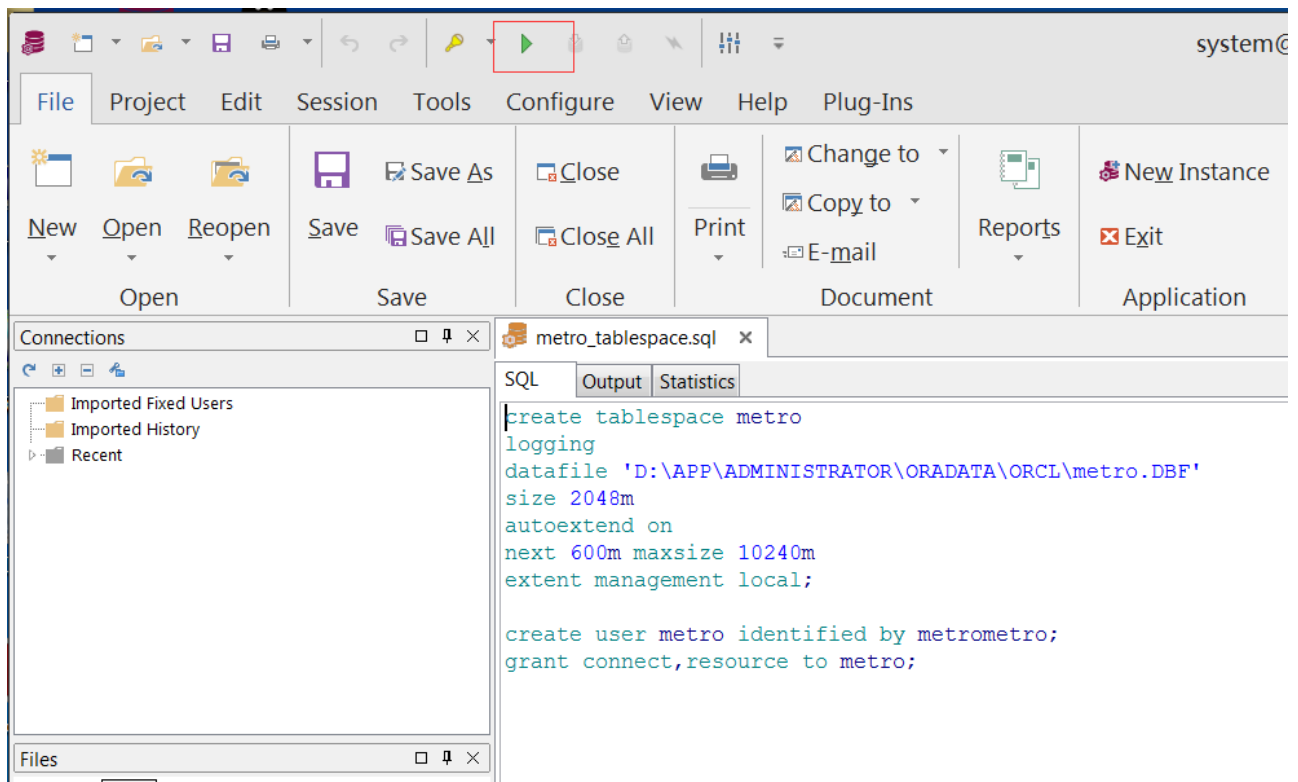 system@
File Project Edit Session Tools Configure View Help Plug-Ins
New Open Reopen Save Save As Save All Close Close All Print Change to Copy to E-mail Reports New Instance Exit
Open Save Close Document Application
Connections
metro_tablespace.sql
SQL Output Statistics
Imported Fixed Users
Imported History
Recent
create tablespace metro
logging
datafile 'D:\APP\ADMINISTRATOR\ORADATA\ORCL\metro.DBF'
size 2048m
autoextend on
next 600m maxsize 10240m
extent management local;
create user metro identified by metrometro;
grant connect,resource to metro;
Files